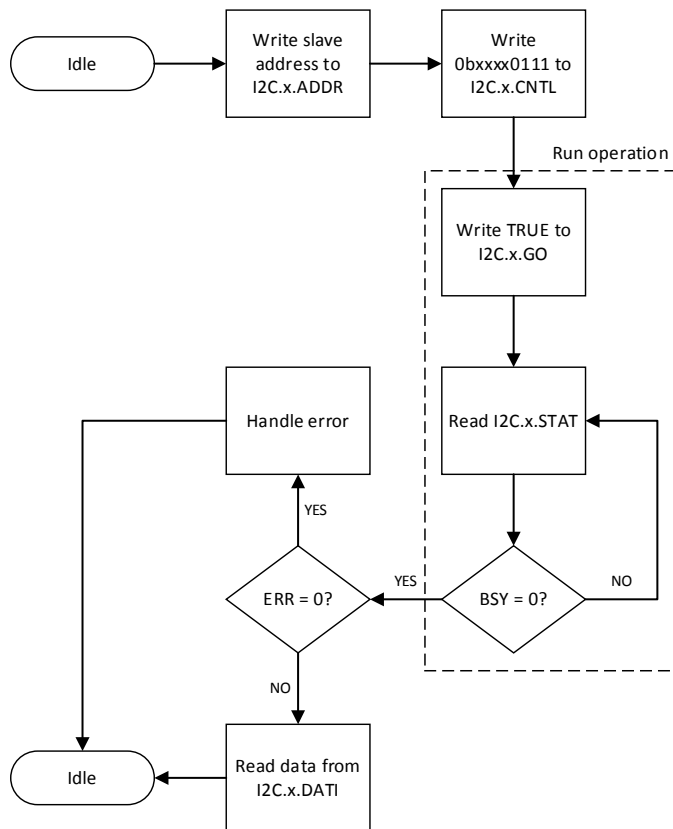 Idle
Write slave
address to
I2C.x.ADDR
Write
0bxxxx0111 to
I2C.x.CNTL
Run operation
Write TRUE to
I2C.x.GO
Read I2C.x.STAT
BSY = 0?
NO
YES
ERR = 0?
YES
Handle error
NO
Read data from
I2C.x.DATI
Idle